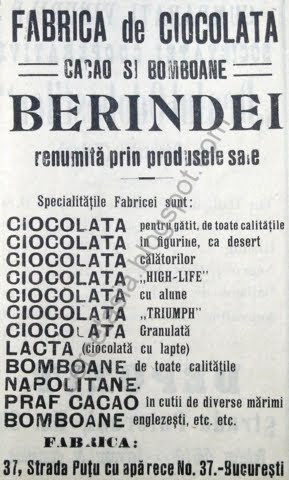 FABRICA de CIOCOLATA
CACAO SI BOMBOANE
BERINDEI
renumită prin produsele sale
Specialitățile Fabricei sunt:
CIOCOLATA pentru gătit, de toate calitățile
CIOCOLATA in figurine, ca desert
CIOCOLATA călătorilor
CIOCOLATA „HIGH-LIFE"
CIOCOLATA cu alune
CIOCOLATA „TRIUMPH"
CIOCOLATA Granulată
LACTA (ciocolată cu lapte)
BOMBOANE de toate calitățile
NAPOLITANE.
PRAF CACAO in cutii de diverse mărimi
BOMBOANE englezești, etc. etc.
FABRICA:
37, Strada Puțu cu apă rece No. 37.-București